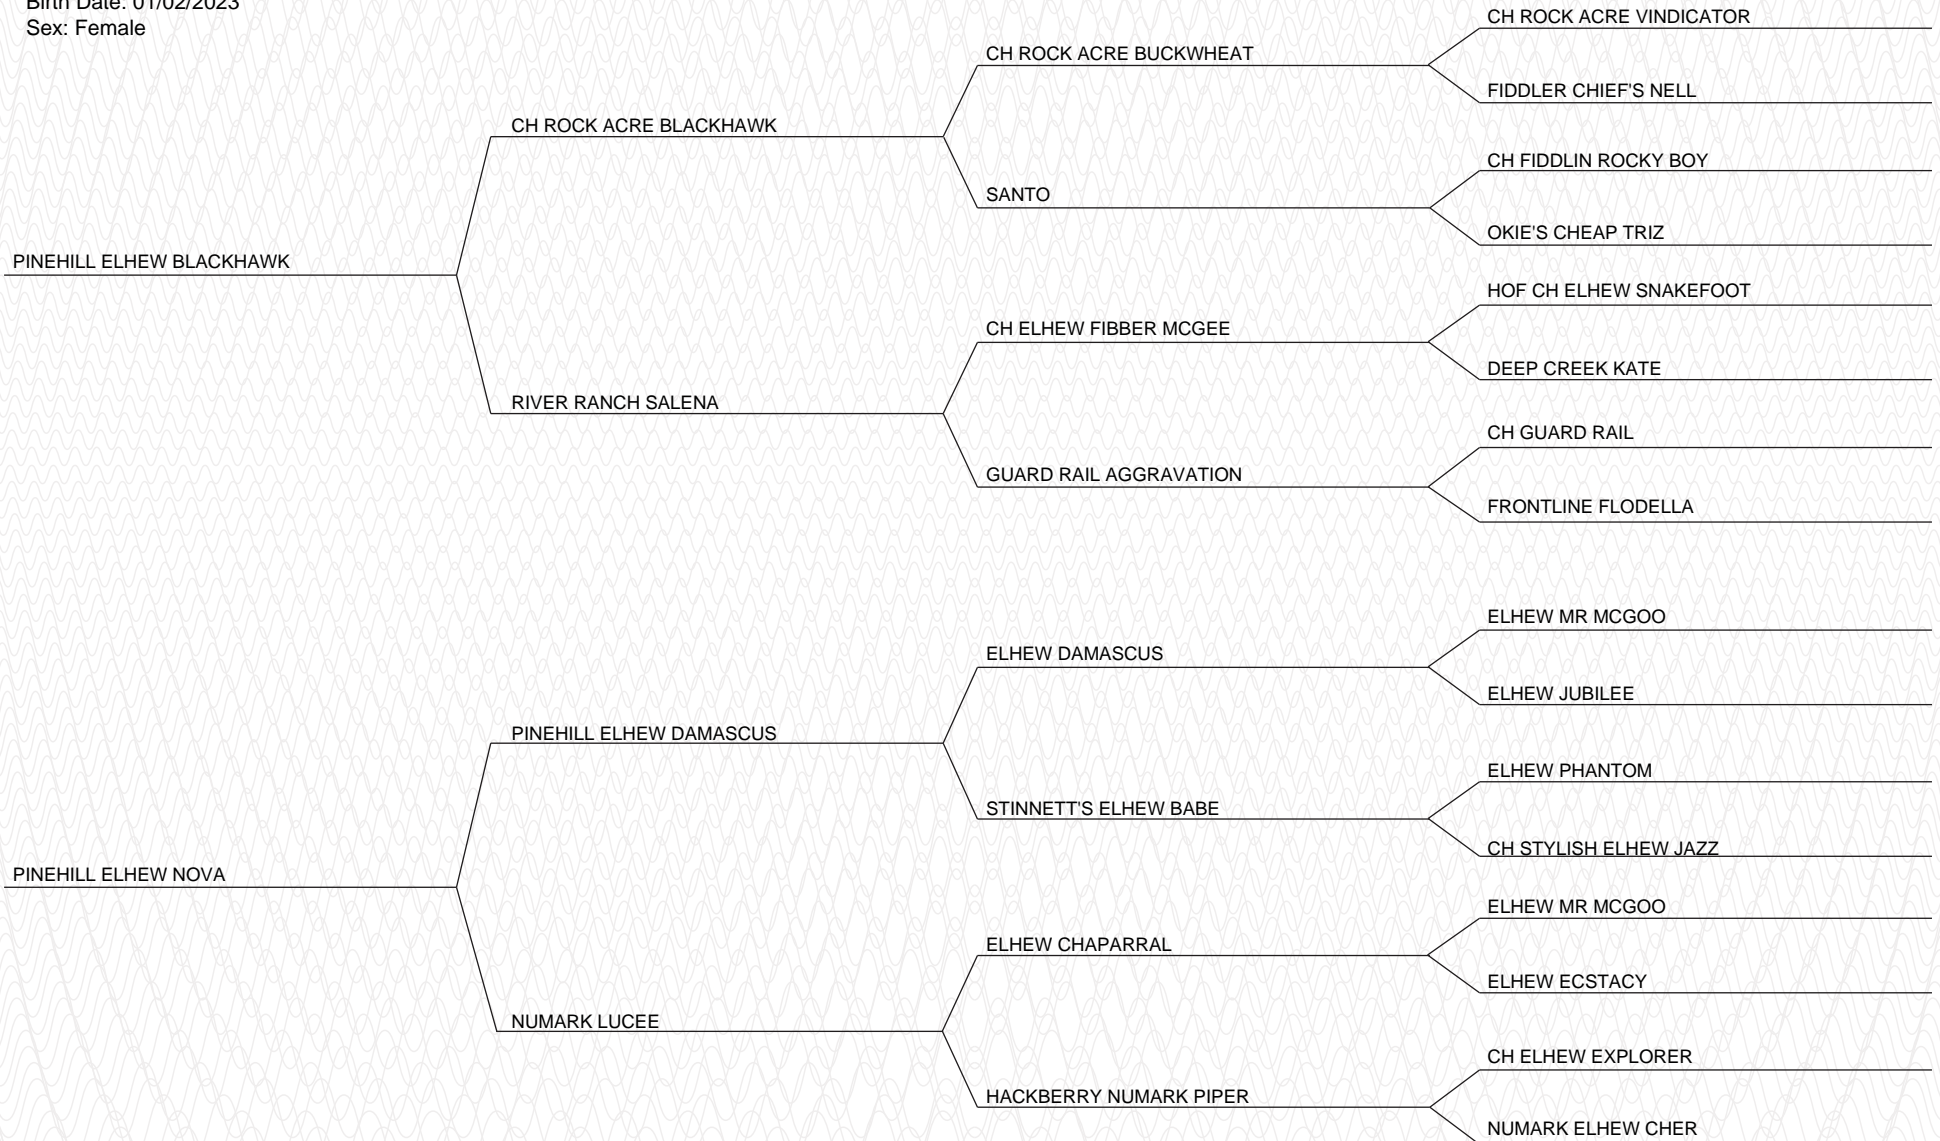 Birth Date: 01/02/2023
Sex: Female
CH ROCK ACRE VINDICATOR
CH ROCK ACRE BUCKWHEAT
FIDDLER CHIEF'S NELL
CH ROCK ACRE BLACKHAWK
CH FIDDLIN ROCKY BOY
SANTO
OKIE'S CHEAP TRIZ
PINEHILL ELHEW BLACKHAWK
HOF CH ELHEW SNAKEFOOT
CH ELHEW FIBBER MCGEE
DEEP CREEK KATE
RIVER RANCH SALENA
CH GUARD RAIL
GUARD RAIL AGGRAVATION
FRONTLINE FLODELLA
ELHEW MR MCGOO
ELHEW DAMASCUS
ELHEW JUBILEE
PINEHILL ELHEW DAMASCUS
ELHEW PHANTOM
STINNETT'S ELHEW BABE
CH STYLISH ELHEW JAZZ
PINEHILL ELHEW NOVA
ELHEW MR MCGOO
ELHEW CHAPARRAL
ELHEW ECSTACY
NUMARK LUCEE
CH ELHEW EXPLORER
HACKBERRY NUMARK PIPER
NUMARK ELHEW CHER